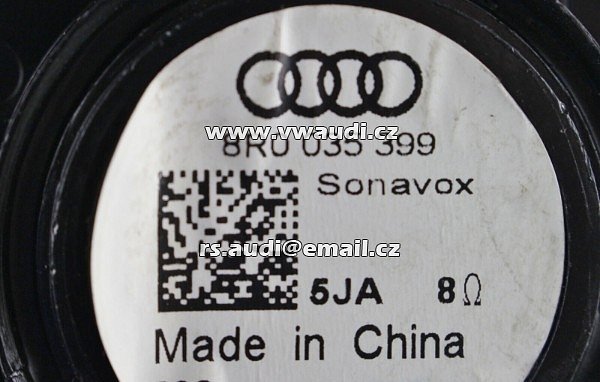 www.vwaudi.cz
8R0 035 399
Sonavox
rs.audi@email.cz
5JA 8Ω
Made in China